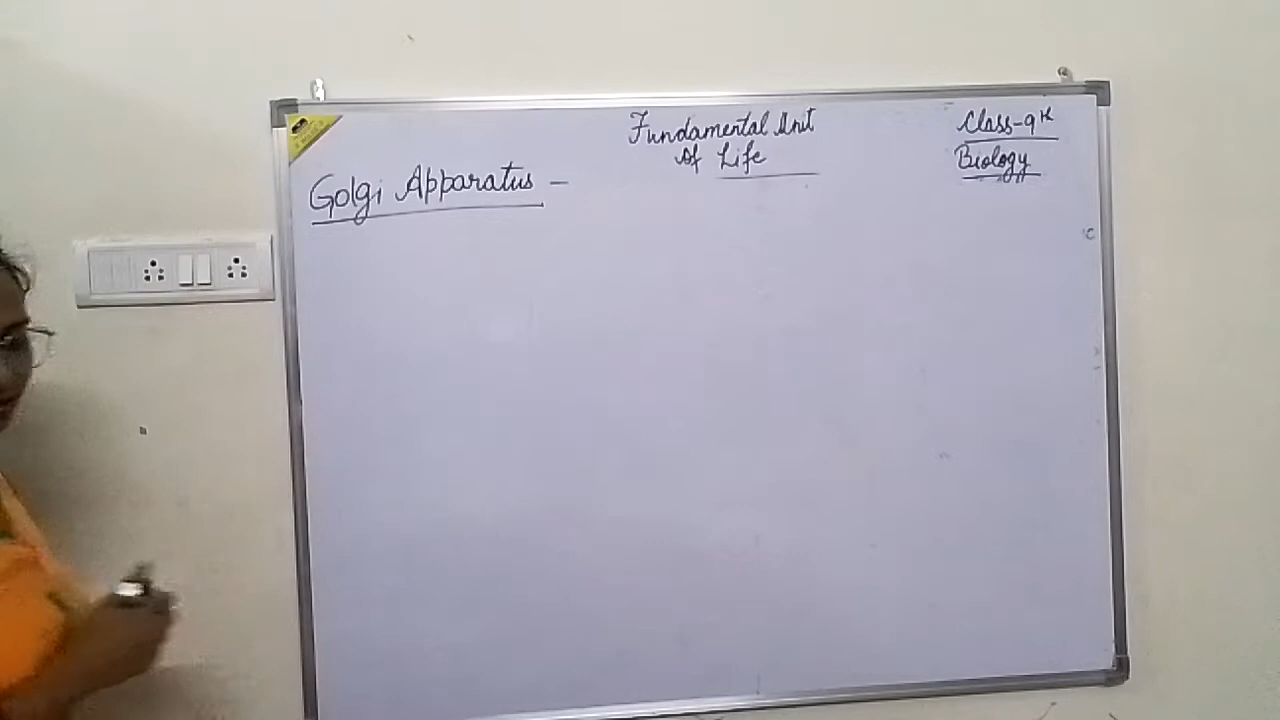 Fundamental Unit
Of Life
Class-9th
Biology
Golgi Apparatus -